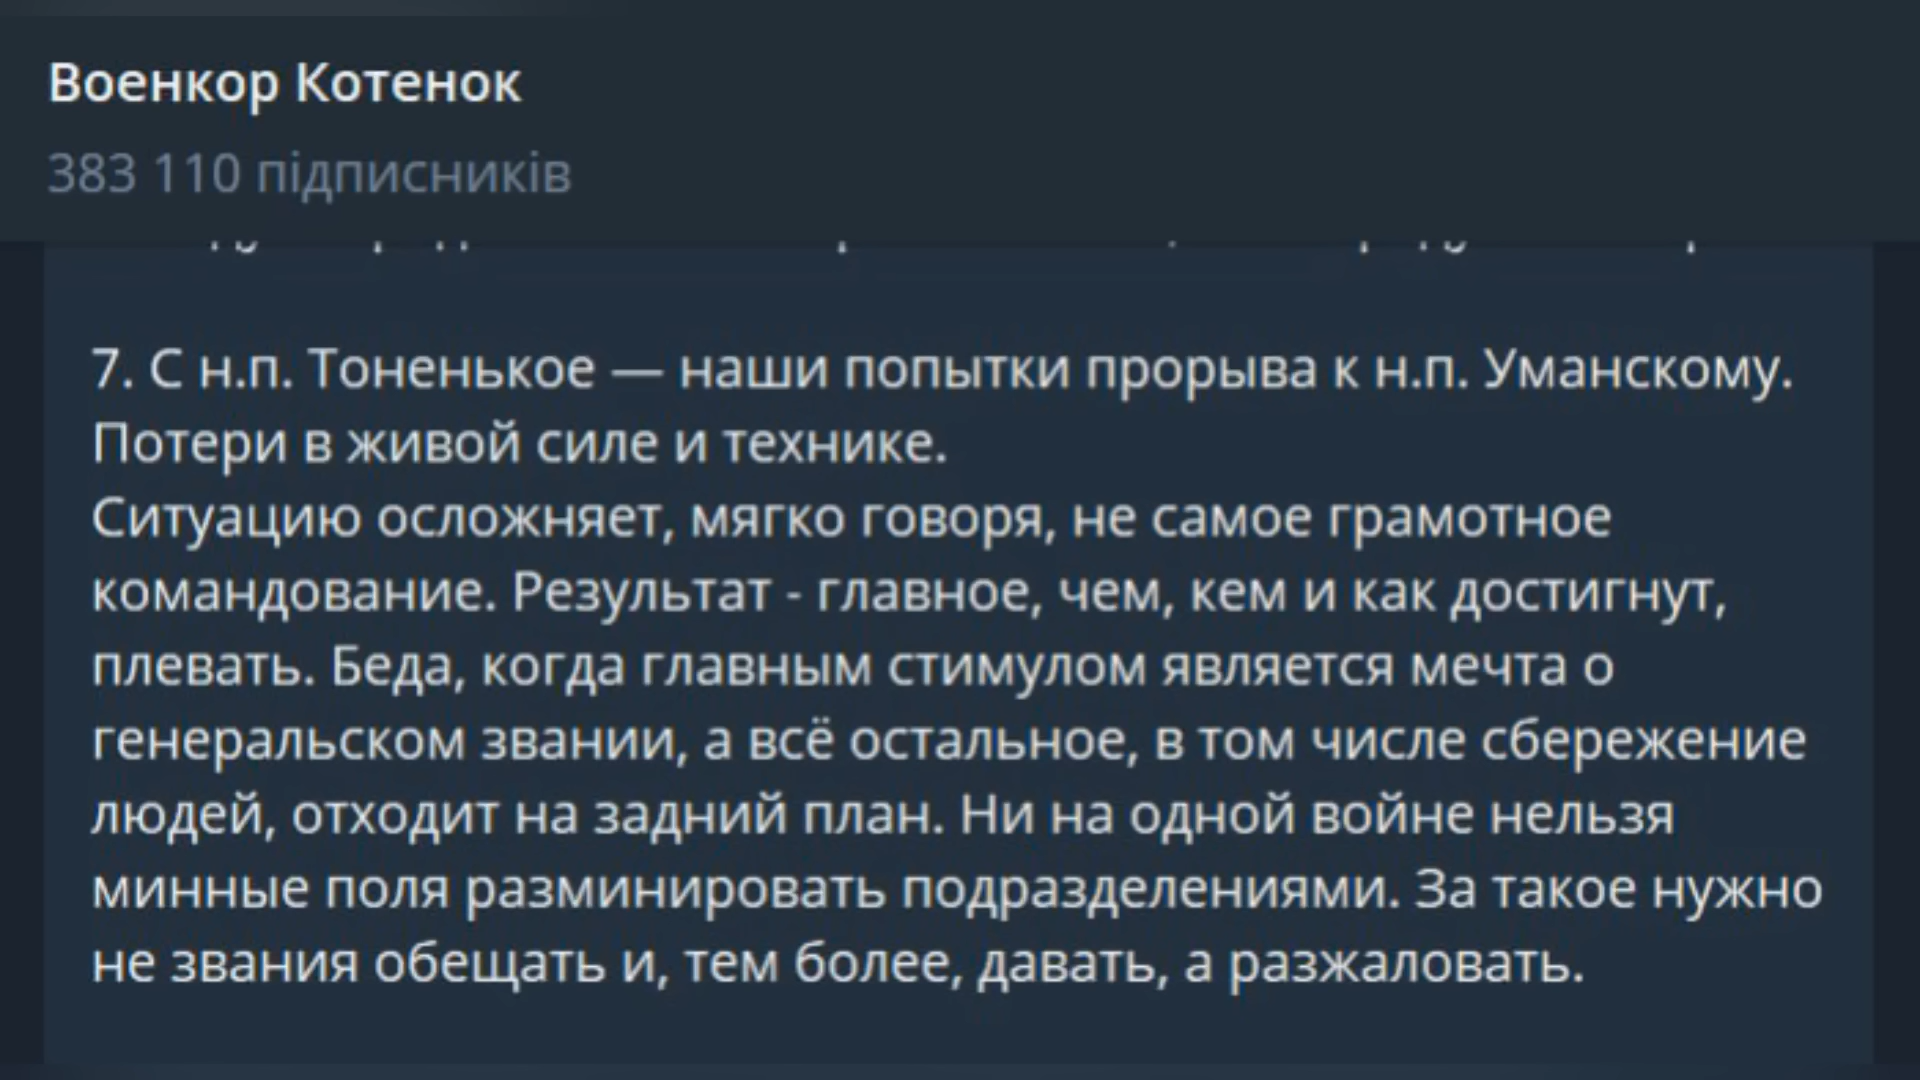 Военкор Котенок
383 110 підписників
7. С н.п. Тоненькое — наши попытки прорыва к н.п. Уманскому.
Потери в живой силе и технике.
Ситуацию осложняет, мягко говоря, не самое грамотное
командование. Результат - главное, чем, кем и как достигнут,
плевать. Беда, когда главным стимулом является мечта о
генеральском звании, а всё остальное, в том числе сбережение
людей, отходит на задний план. Ни на одной войне нельзя
минные поля разминировать подразделениями. За такое нужно
не звания обещать и, тем более, давать, а разжаловать.